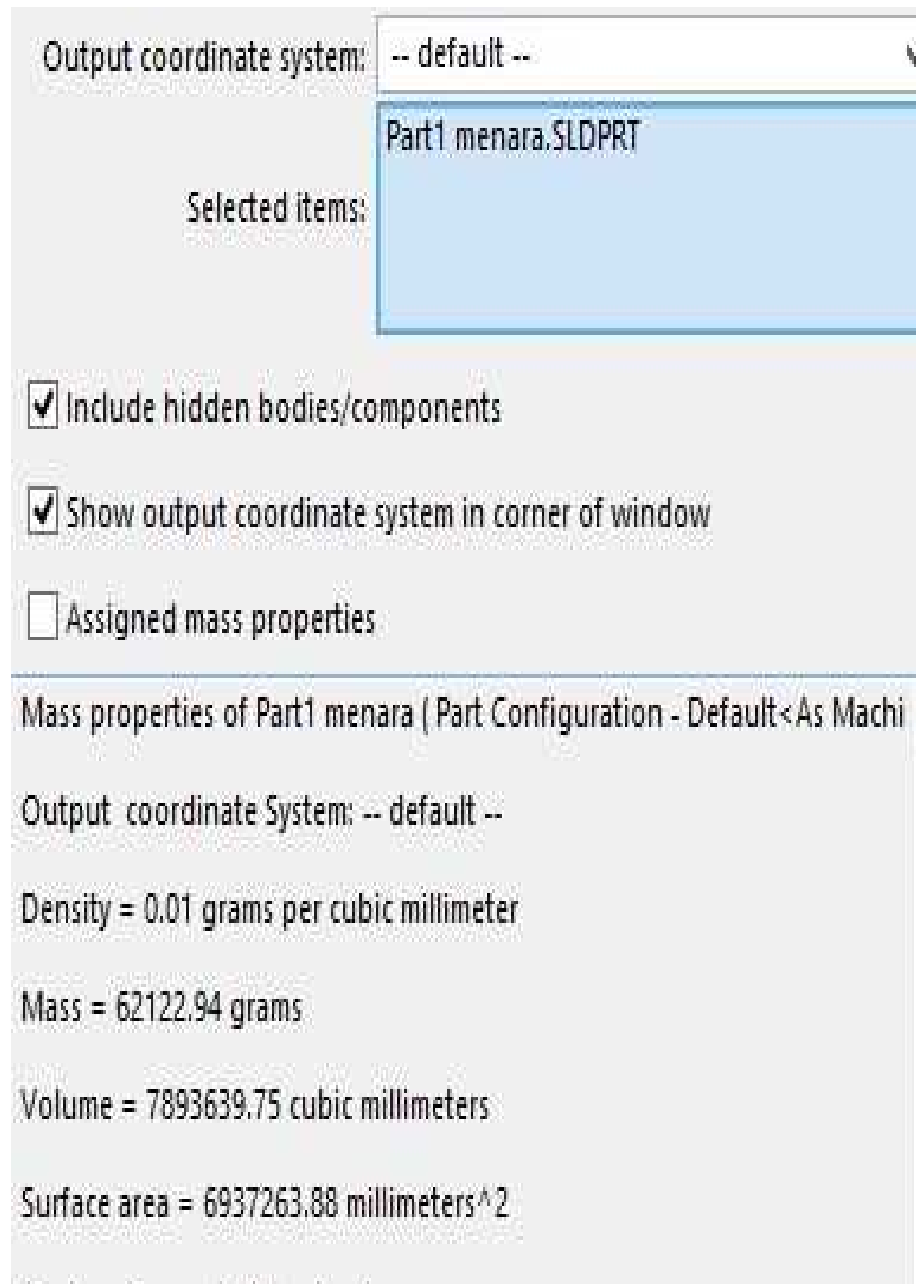 Output coordinate system: -- default --
Part1 menara.SLDPRT
Selected items:
Include hidden bodies/components
Show output coordinate system in corner of window
Assigned mass properties
Mass properties of Part1 menara ( Part Configuration - Default<As Machi
Output  coordinate System: -- default --
Density = 0.01 grams per cubic millimeter
Mass = 62122.94 grams
Volume = 7893639.75 cubic millimeters
Surface area = 6937263.88 millimeters^2